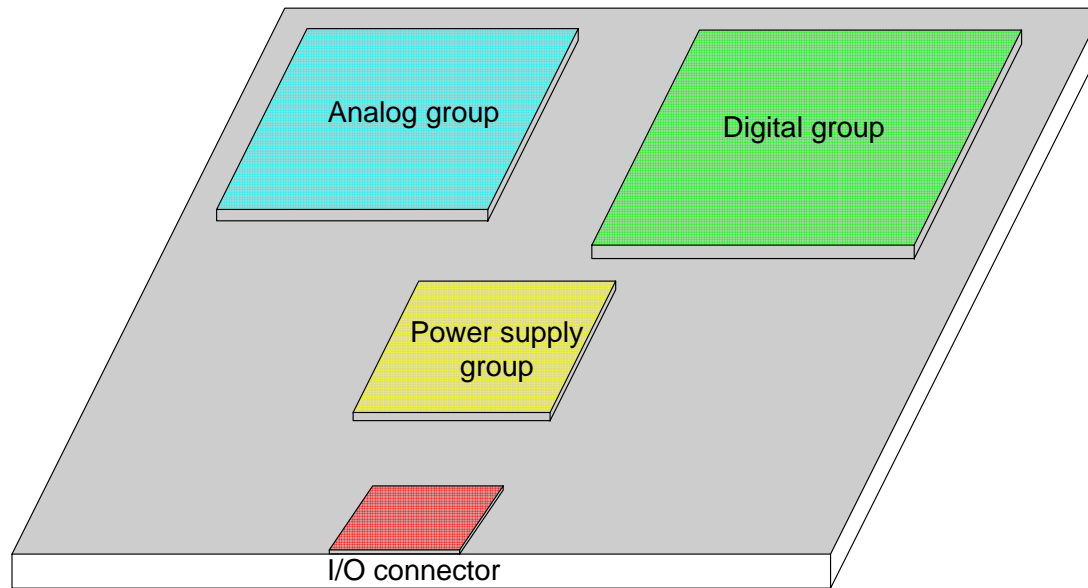 Analog group
Digital group
Power supply
group
I/O connector